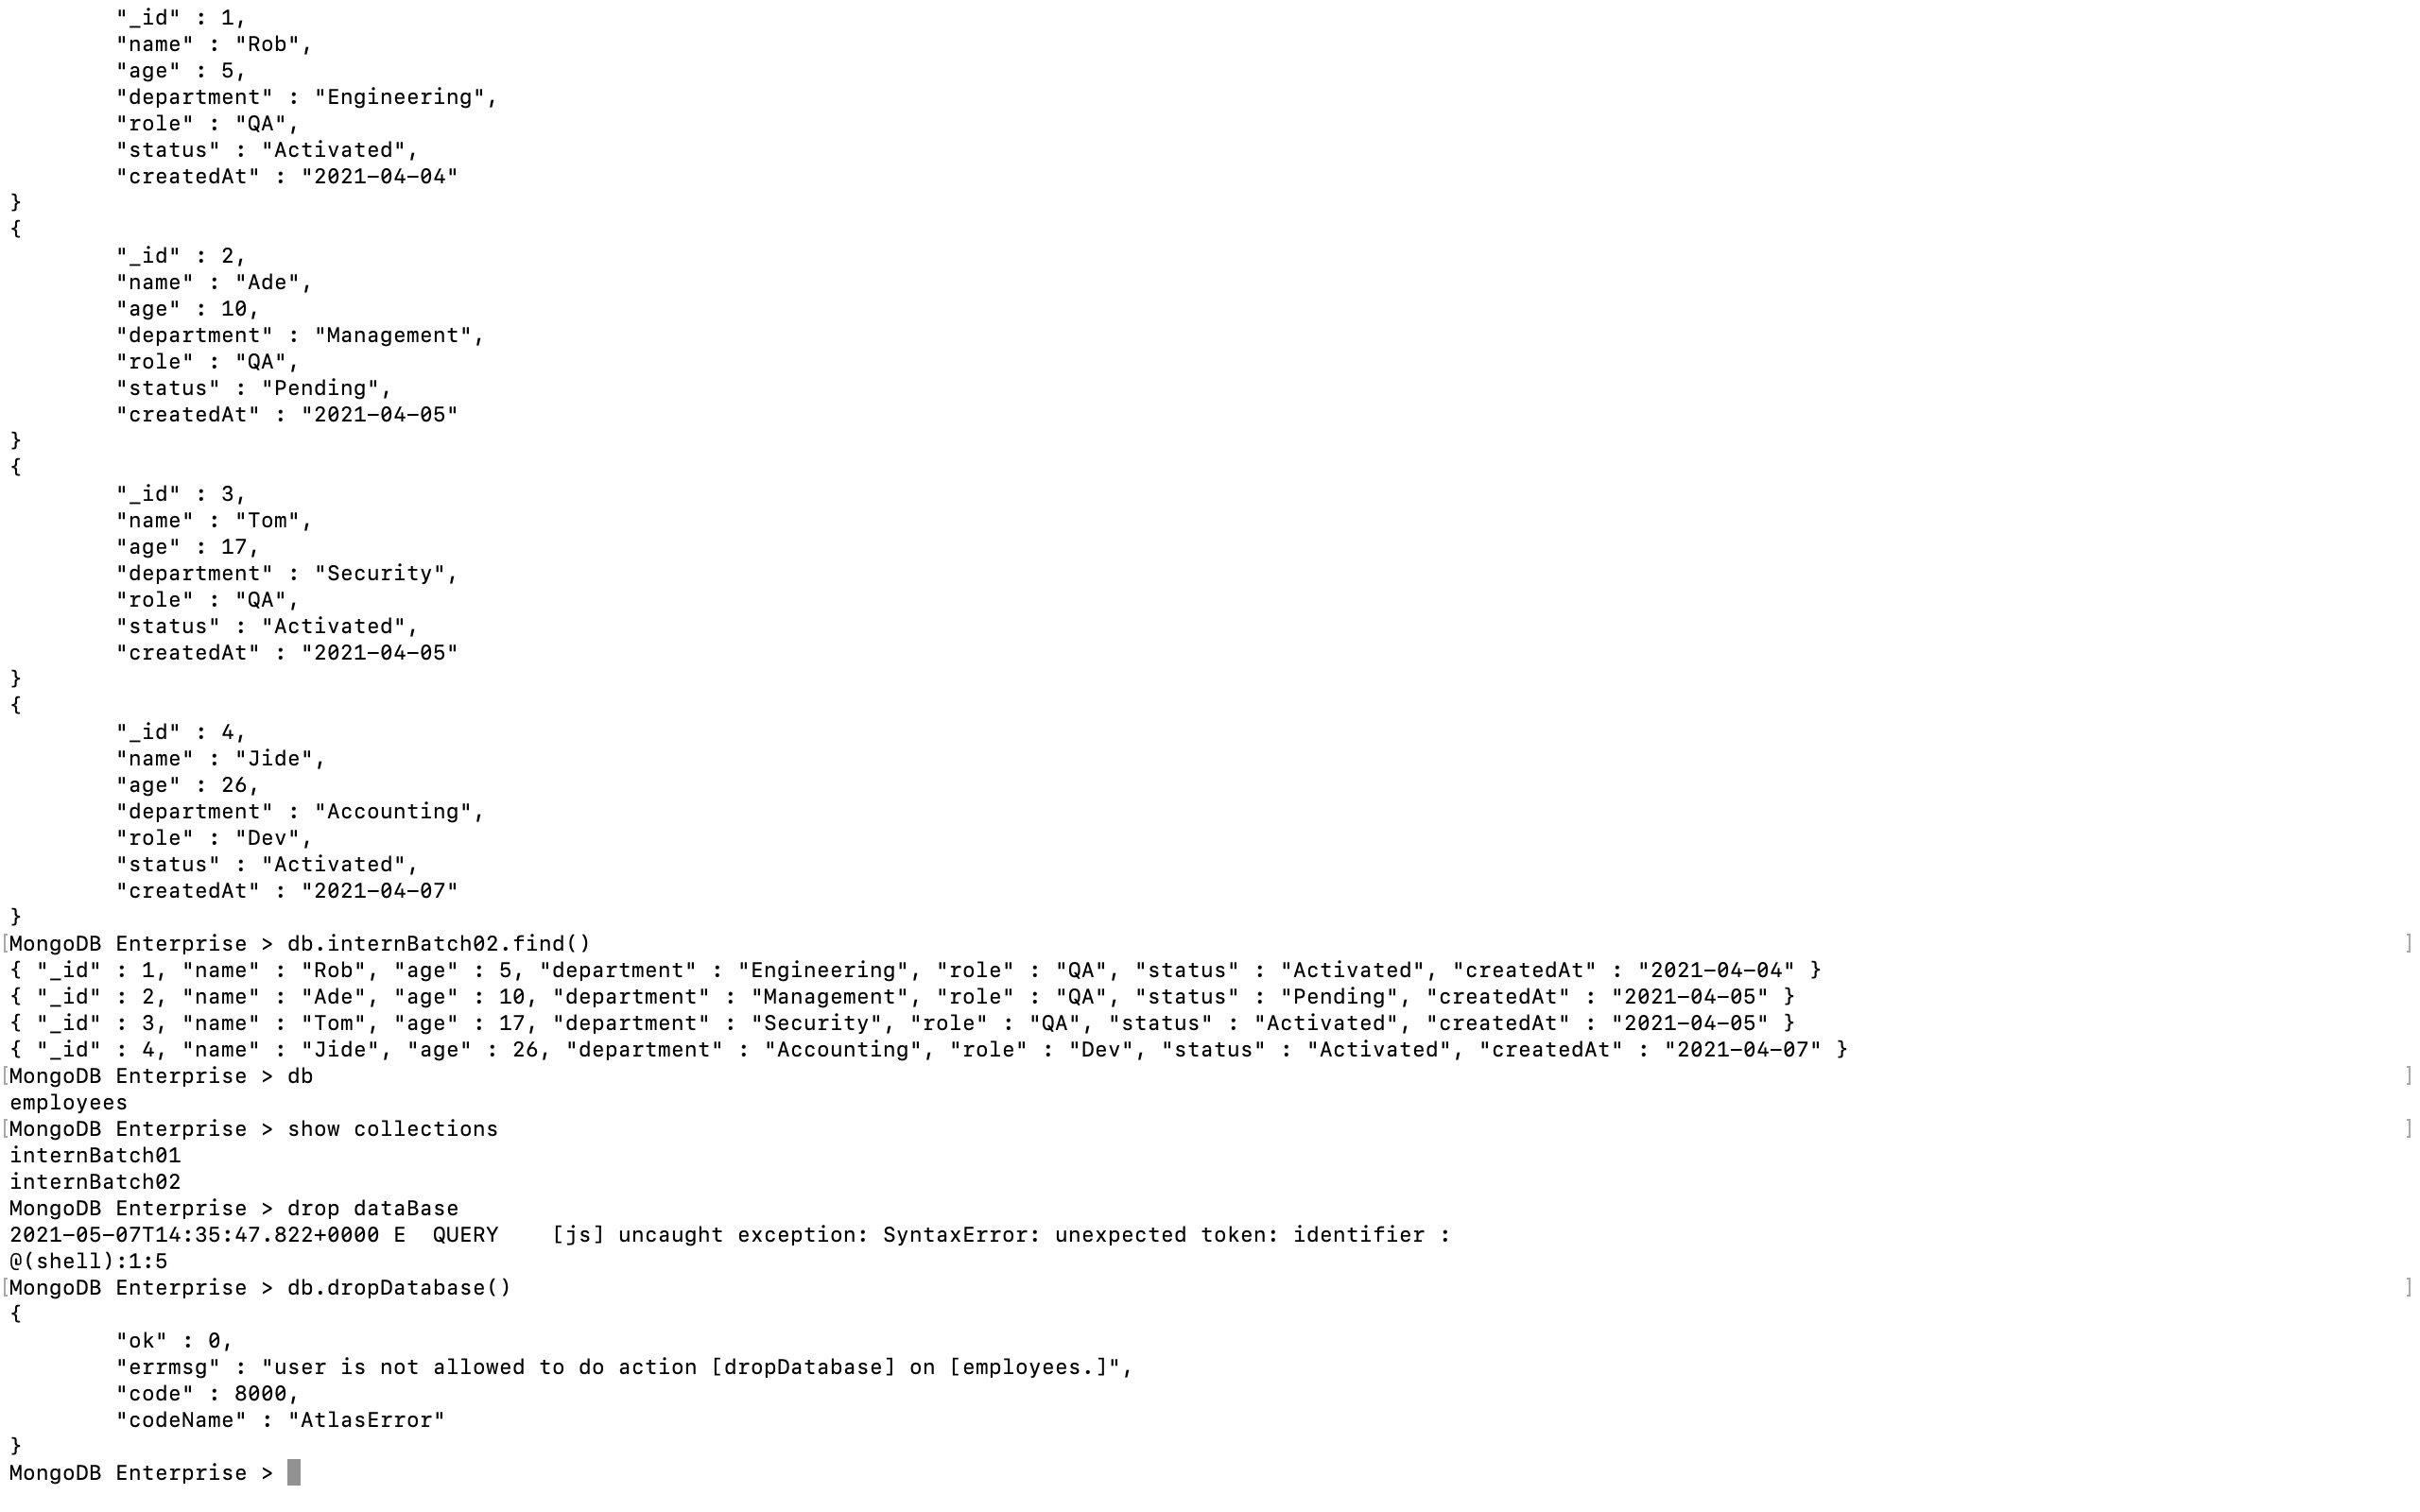 "_id" : 1,
"name" : "Rob",
"age" : 5,
"department" : "Engineering",
"role" : "QA",
"status" : "Activated",
"createdAt" : "2021-04-04"
}
{
"_id" : 2,
"name" : "Ade",
"age" : 10,
"department" : "Management",
"role" : "QA",
"status" : "Pending",
"createdAt" : "2021-04-05"
}
{
"_id" : 3,
"name" : "Tom",
"age" : 17,
"department" : "Security",
"role" : "QA",
"status" : "Activated",
"createdAt" : "2021-04-05"
}
{
"_id" : 4,
"name" : "Jide",
"age" : 26,
"department" : "Accounting",
"role" : "Dev",
"status" : "Activated",
"createdAt" : "2021-04-07"
}
[MongoDB Enterprise > db.internBatch02.find() ]
{ "_id" : 1, "name" : "Rob", "age" : 5, "department" : "Engineering", "role" : "QA", "status" : "Activated", "createdAt" : "2021-04-04" }
{ "_id" : 2, "name" : "Ade", "age" : 10, "department" : "Management", "role" : "QA", "status" : "Pending", "createdAt" : "2021-04-05" }
{ "_id" : 3, "name" : "Tom", "age" : 17, "department" : "Security", "role" : "QA", "status" : "Activated", "createdAt" : "2021-04-05" }
{ "_id" : 4, "name" : "Jide", "age" : 26, "department" : "Accounting", "role" : "Dev", "status" : "Activated", "createdAt" : "2021-04-07" }
[MongoDB Enterprise > db ]
employees
[MongoDB Enterprise > show collections ]
internBatch01
internBatch02
MongoDB Enterprise > drop dataBase
2021-05-07T14:35:47.822+0000 E  QUERY    [js] uncaught exception: SyntaxError: unexpected token: identifier :
@(shell):1:5
[MongoDB Enterprise > db.dropDatabase() ]
{
"ok" : 0,
"errmsg" : "user is not allowed to do action [dropDatabase] on [employees.]",
"code" : 8000,
"codeName" : "AtlasError"
}
MongoDB Enterprise >